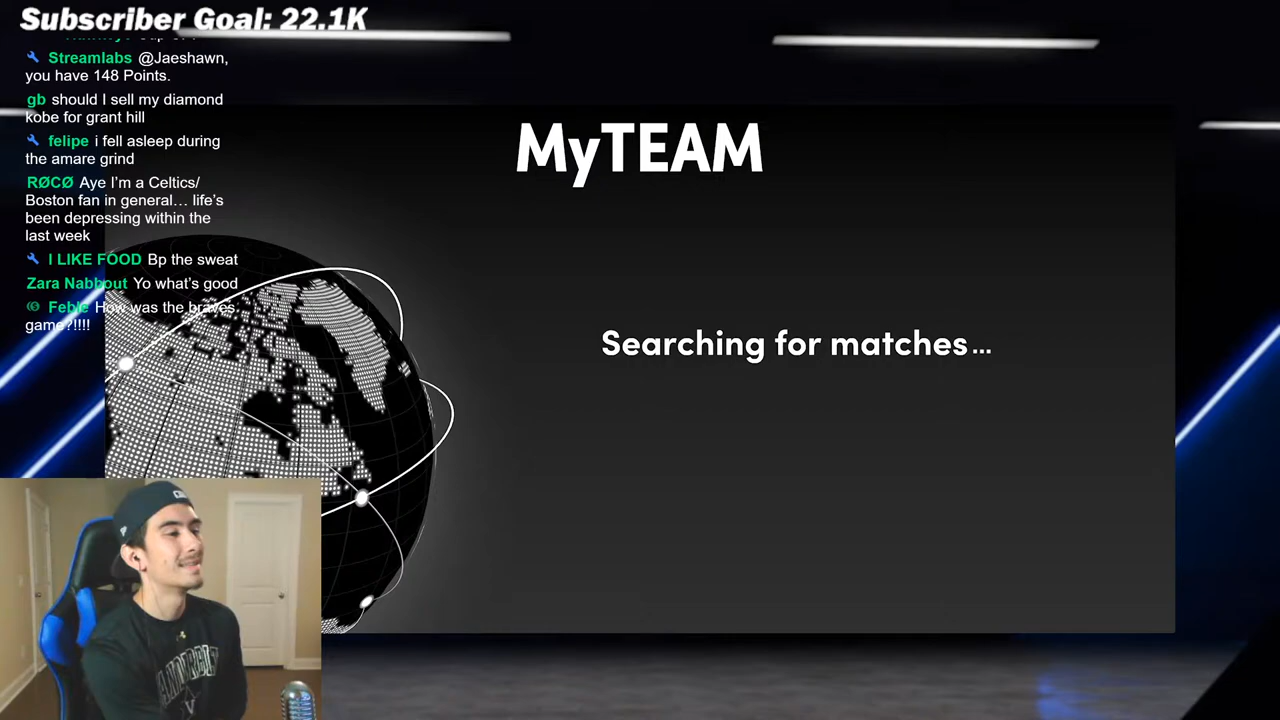 Subscriber Goal: 22.1K
Streamlabs @Jaeshawn,
you have 148 Points.
gb should I sell my diamond
kobe for grant hill
felipe i fell asleep during
the amare grind
RØCØ Aye I’m a Celtics/
Boston fan in general… life’s
been depressing within the
last week
I LIKE FOOD Bp the sweat
Zara Nabbout Yo what’s good
Feble How was the braves
game?!!!!
MyTEAM
Searching for matches...